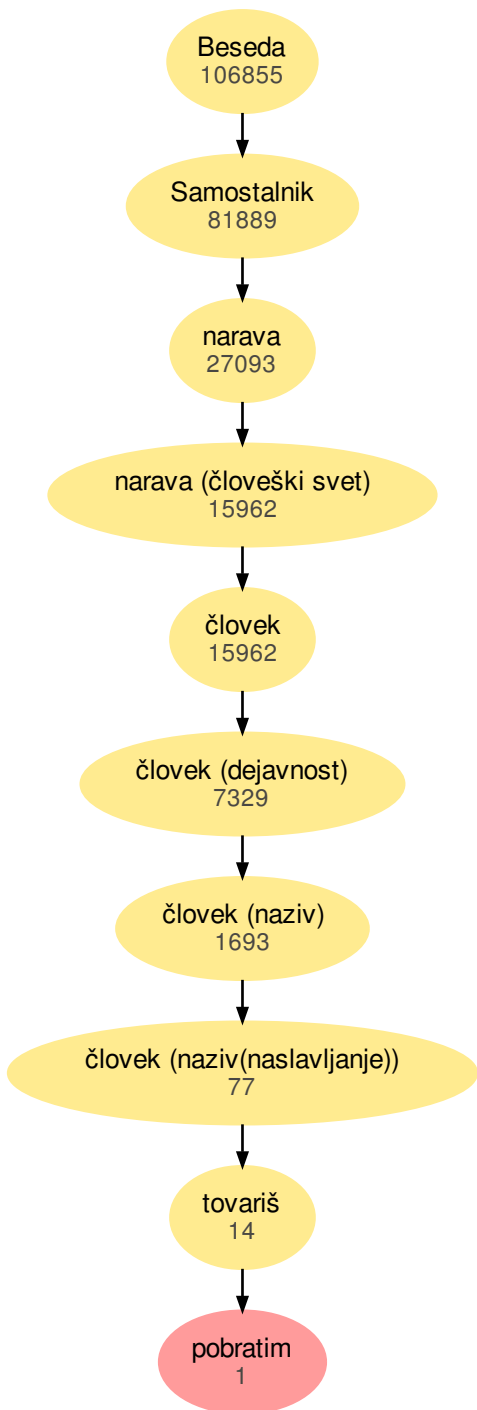 Beseda
106855
Samostalnik
81889
narava
27093
narava (človeški svet)
15962
človek
15962
človek (dejavnost)
7329
človek (naziv)
1693
človek (naziv(naslavljanje))
77
tovariš
14
pobratim
1